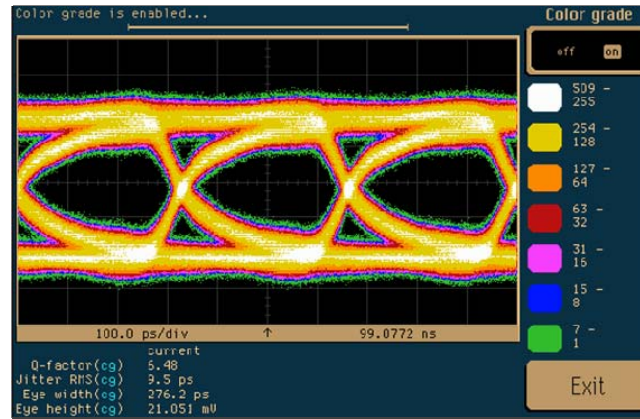 Color grade is enabled...
Color grade
off on
509 -
255
254 -
128
127 -
64
63 -
32
31 -
16
15 -
8
7 -
1
100.0 ps/div ↑ 99.0772 ns
current
Q-factor(cg) 6.48
Jitter RMS(cg) 9.5 ps
Eye width(cg) 276.2 ps
Eye height(cg) 21.051 mV
Exit